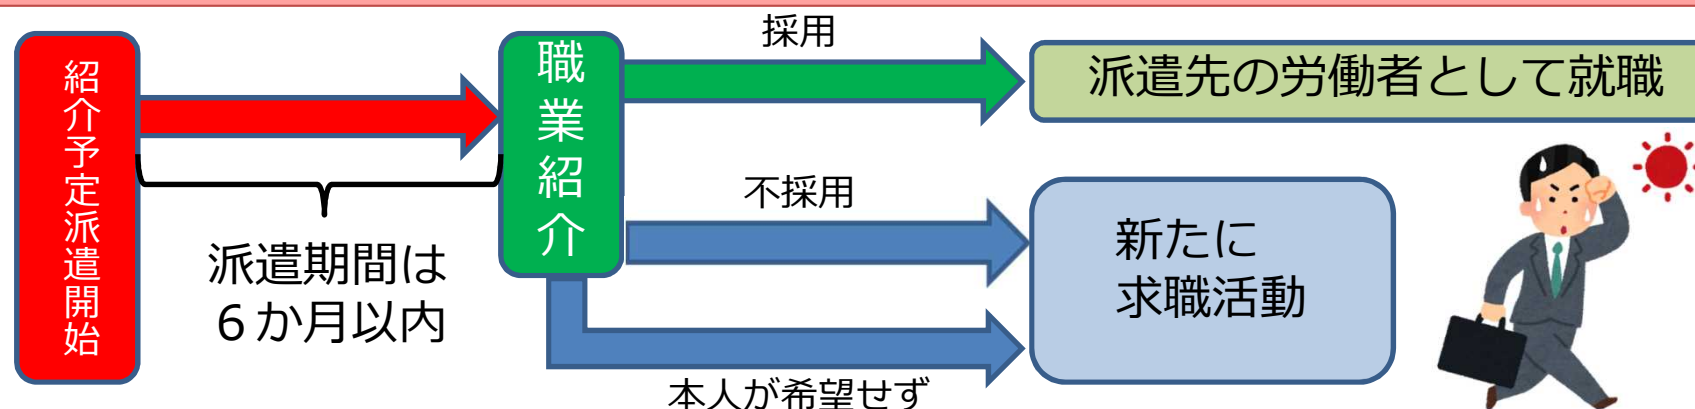 紹介予定派遣開始
派遣期間は
６か月以内
職業紹介
採用
派遣先の労働者として就職
不採用
新たに
求職活動
本人が希望せず